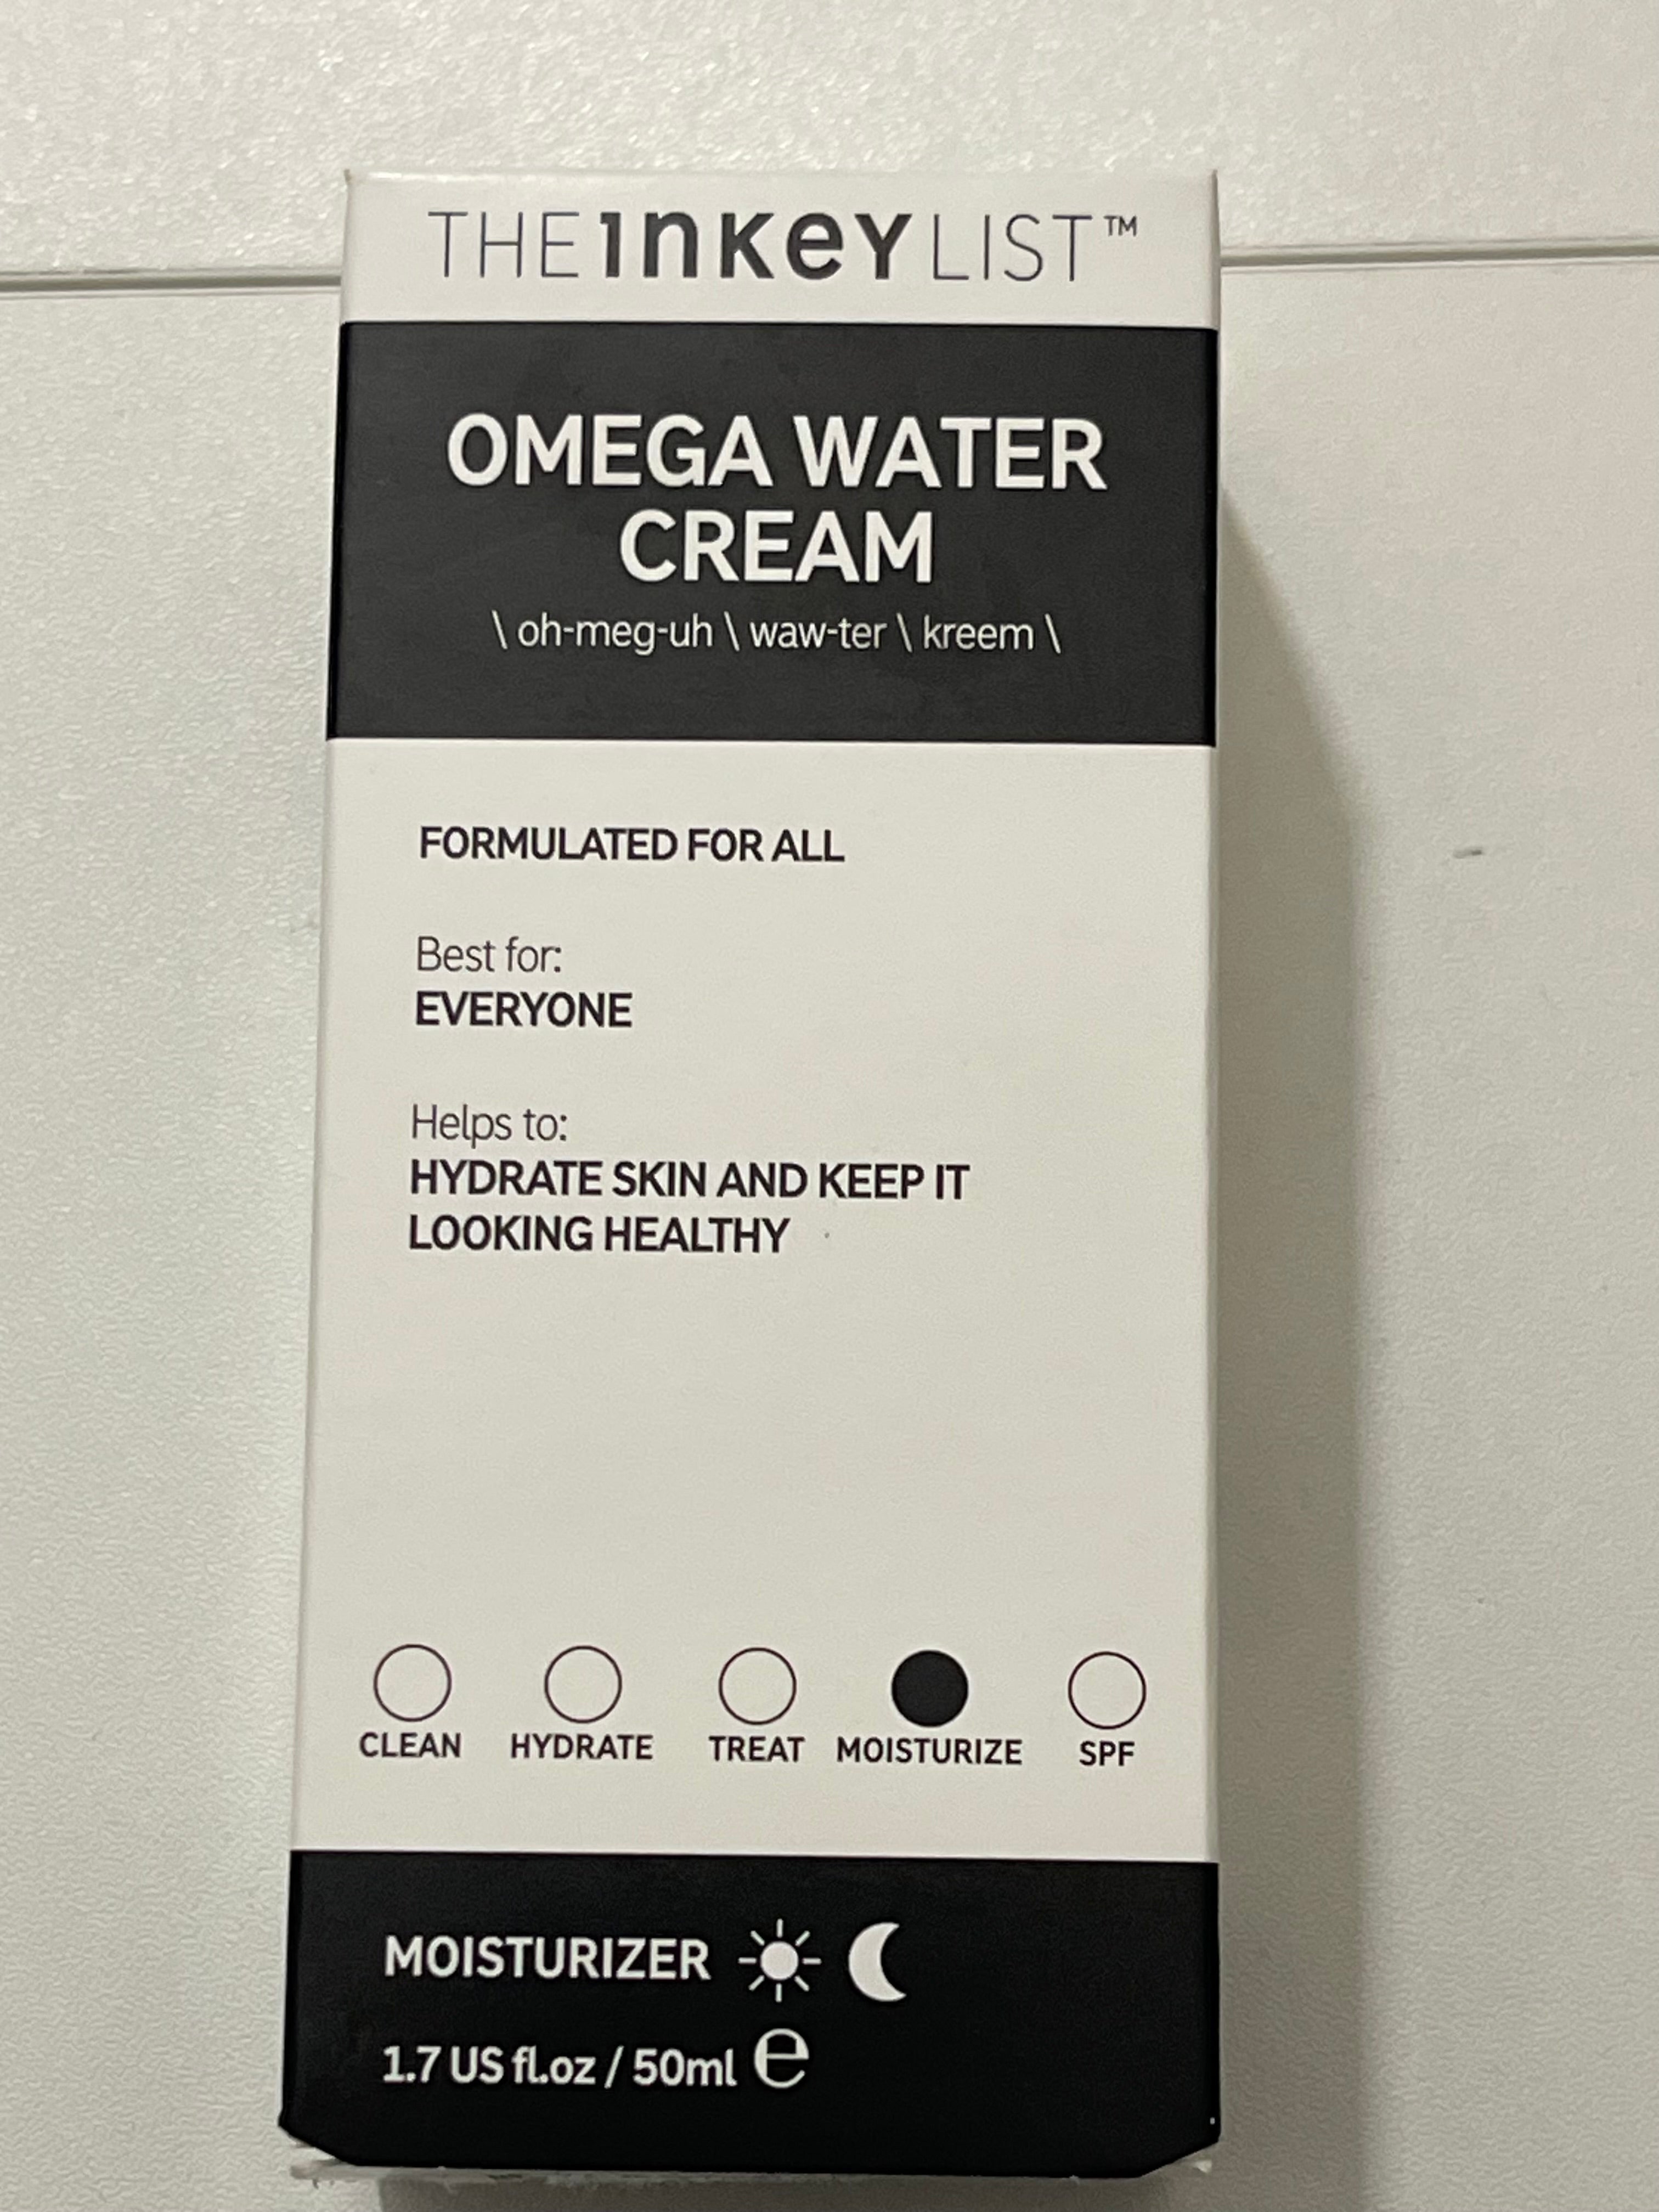 THE INKEY LIST™
OMEGA WATER
CREAM
\ oh-meg-uh \ waw-ter \ kreem \
FORMULATED FOR ALL
Best for:
EVERYONE
Helps to:
HYDRATE SKIN AND KEEP IT
LOOKING HEALTHY
CLEAN HYDRATE TREAT MOISTURIZE SPF
MOISTURIZER
1.7 US fl.oz / 50ml e